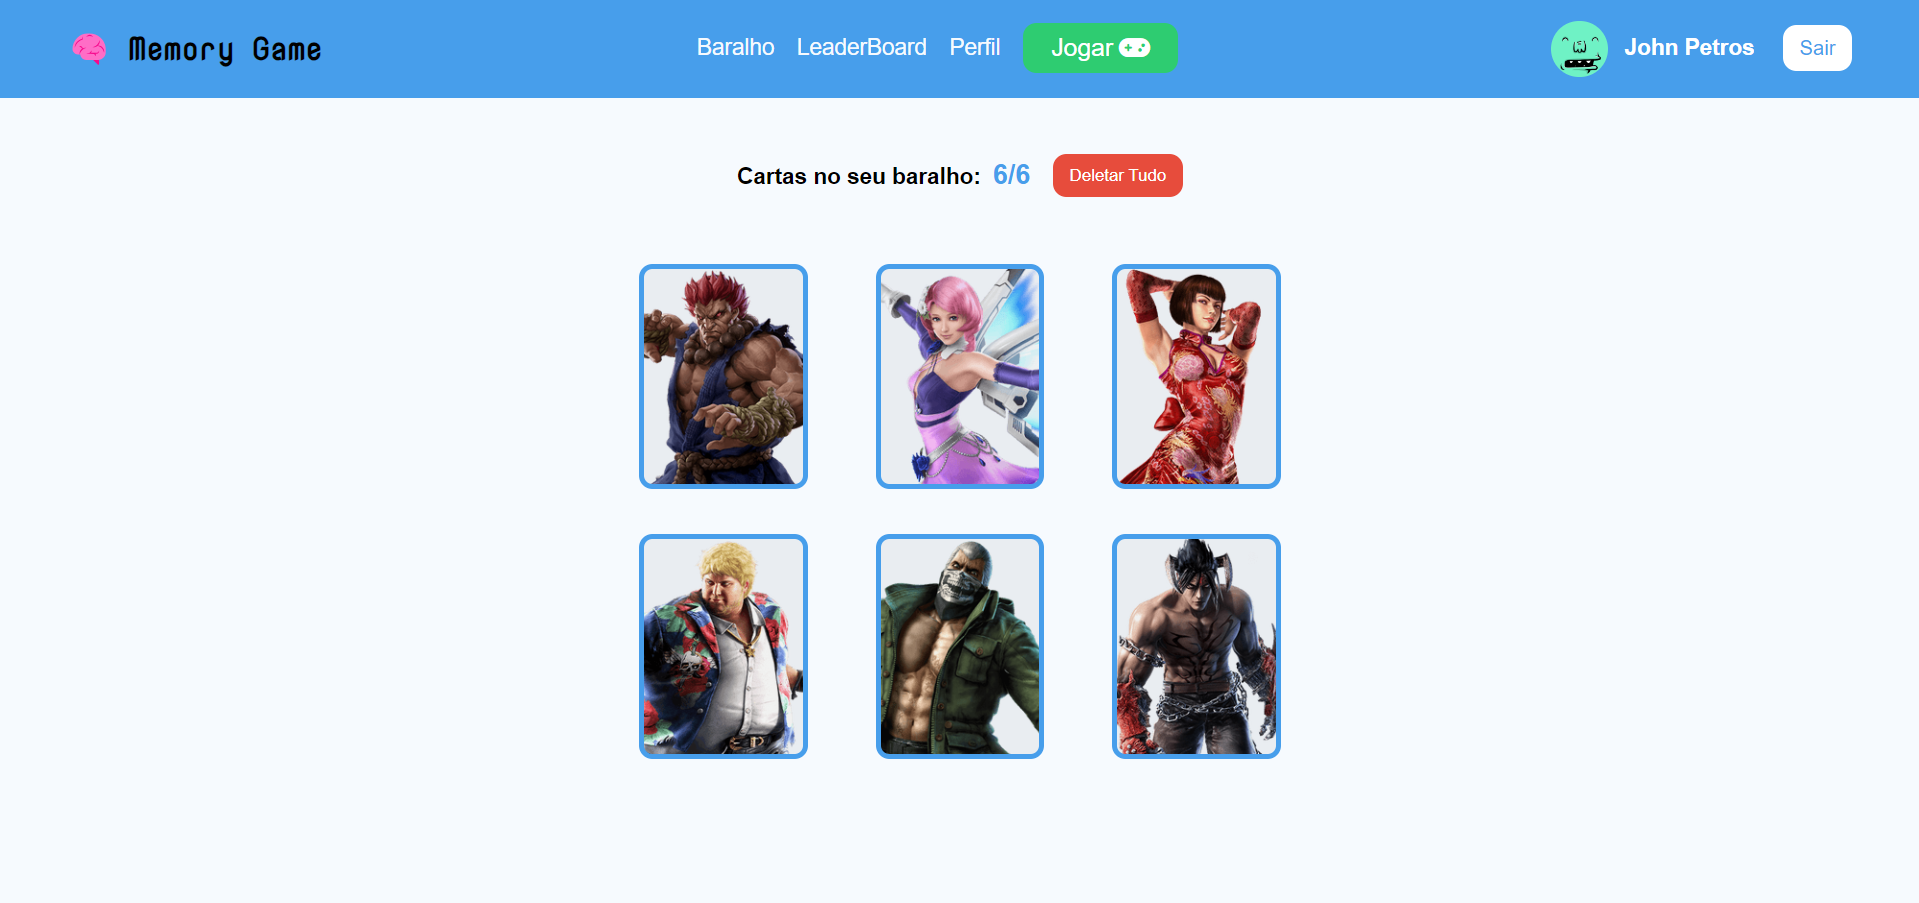 Memory Game
Baralho LeaderBoard Perfil Jogar
John Petros Sair
Cartas no seu baralho: 6/6 Deletar Tudo